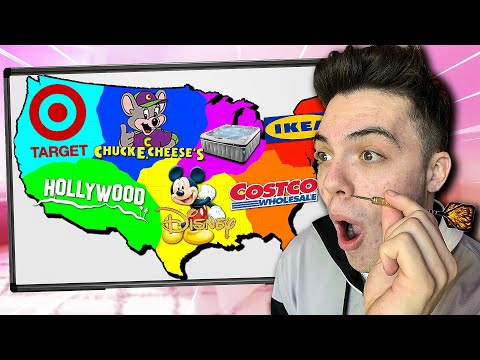 TARGET
CHUCK E CHEESE'S
IKEA
HOLLYWOOD
Disney
COSTCO
WHOLESALE